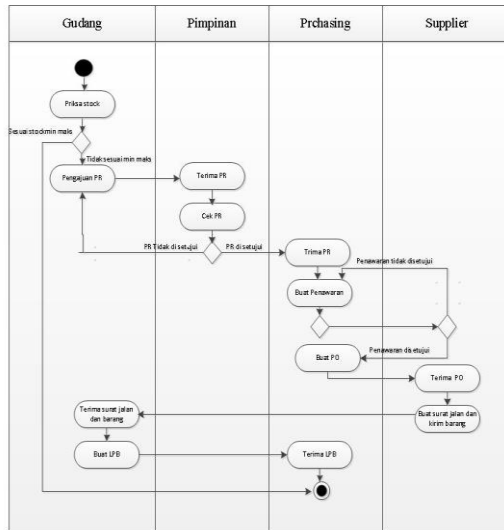 Gudang
Pimpinan
Prchasing
Supplier
Priksa stock
Sesuai stockmin maks
Tidak sesuai min maks
Pengajuan PR
Terima PR
Cek PR
PR Tidak di setujui
PR di setujui
Trima PR
Penawaran tidak disetujui
Buat Penawaran
Penawaran disetujui
Buat PO
Terima PO
Terima surat jalan
dan barang
Buat surat jalan dan
kirim barang
Buat LPB
Terima LPB